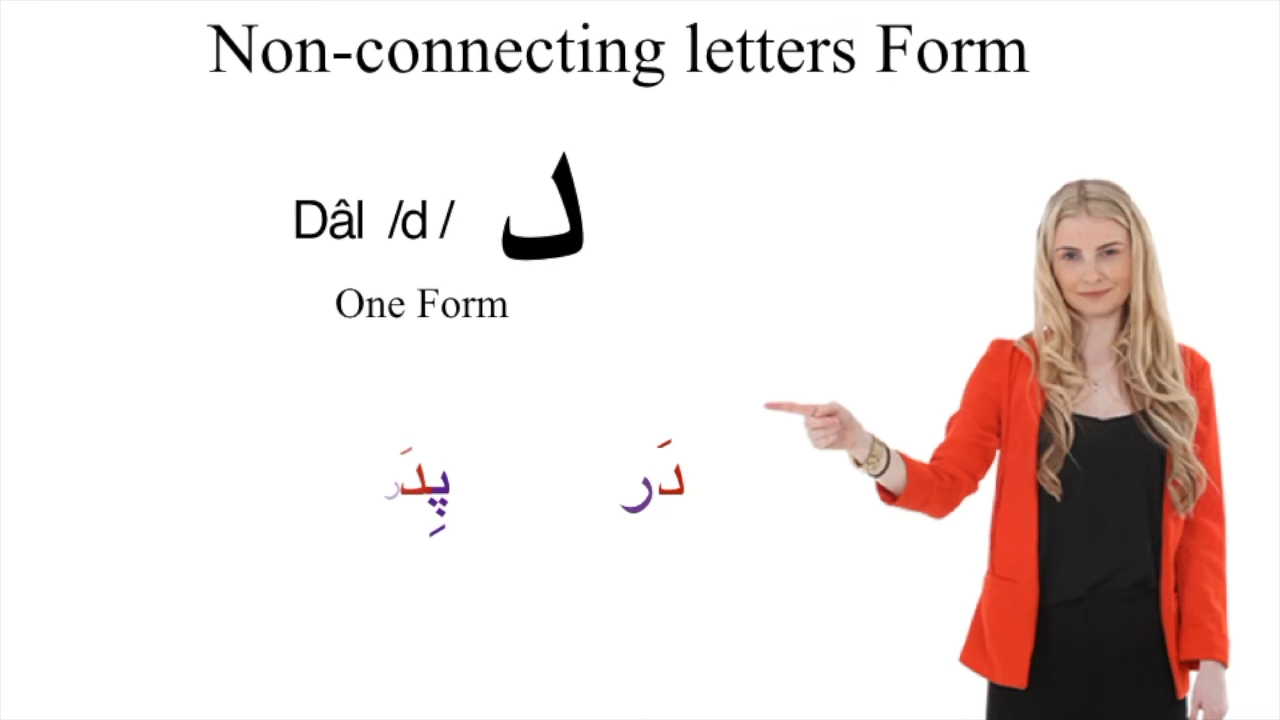 Non-connecting letters Form
Dâl /d / د
One Form
دَر پِدَر